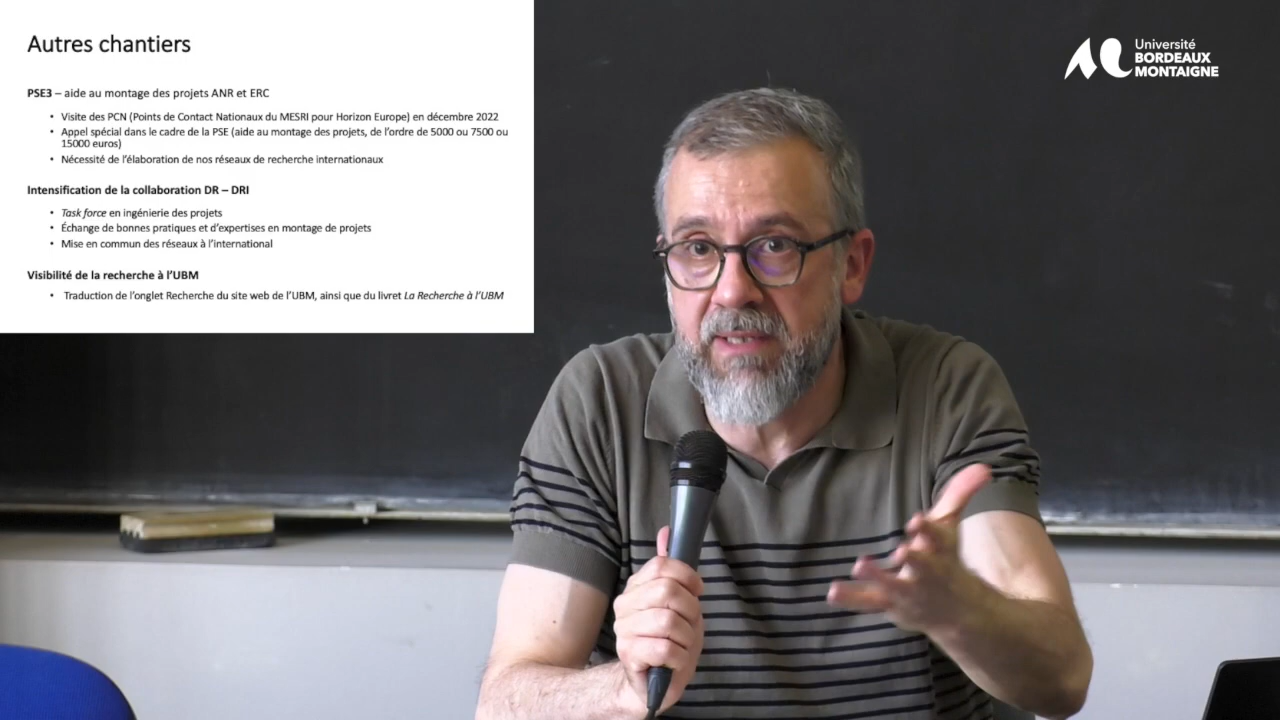 Autres chantiers
PSE3 – aide au montage des projets ANR et ERC
• Visite des PCN (Points de Contact Nationaux du MESRI pour Horizon Europe) en décembre 2022
• Appel spécial dans le cadre de la PSE (aide au montage des projets, de l'ordre de 5000 ou 7500 ou
15000 euros)
• Nécessité de l'élaboration de nos réseaux de recherche internationaux
Intensification de la collaboration DR – DRI
• Task force en ingénierie des projets
• Échange de bonnes pratiques et d'expertises en montage de projets
• Mise en commun des réseaux à l'international
Visibilité de la recherche à l'UBM
• Traduction de l'onglet Recherche du site web de l'UBM, ainsi que du livret La Recherche à l'UBM
Université
BORDEAUX
MONTAIGNE